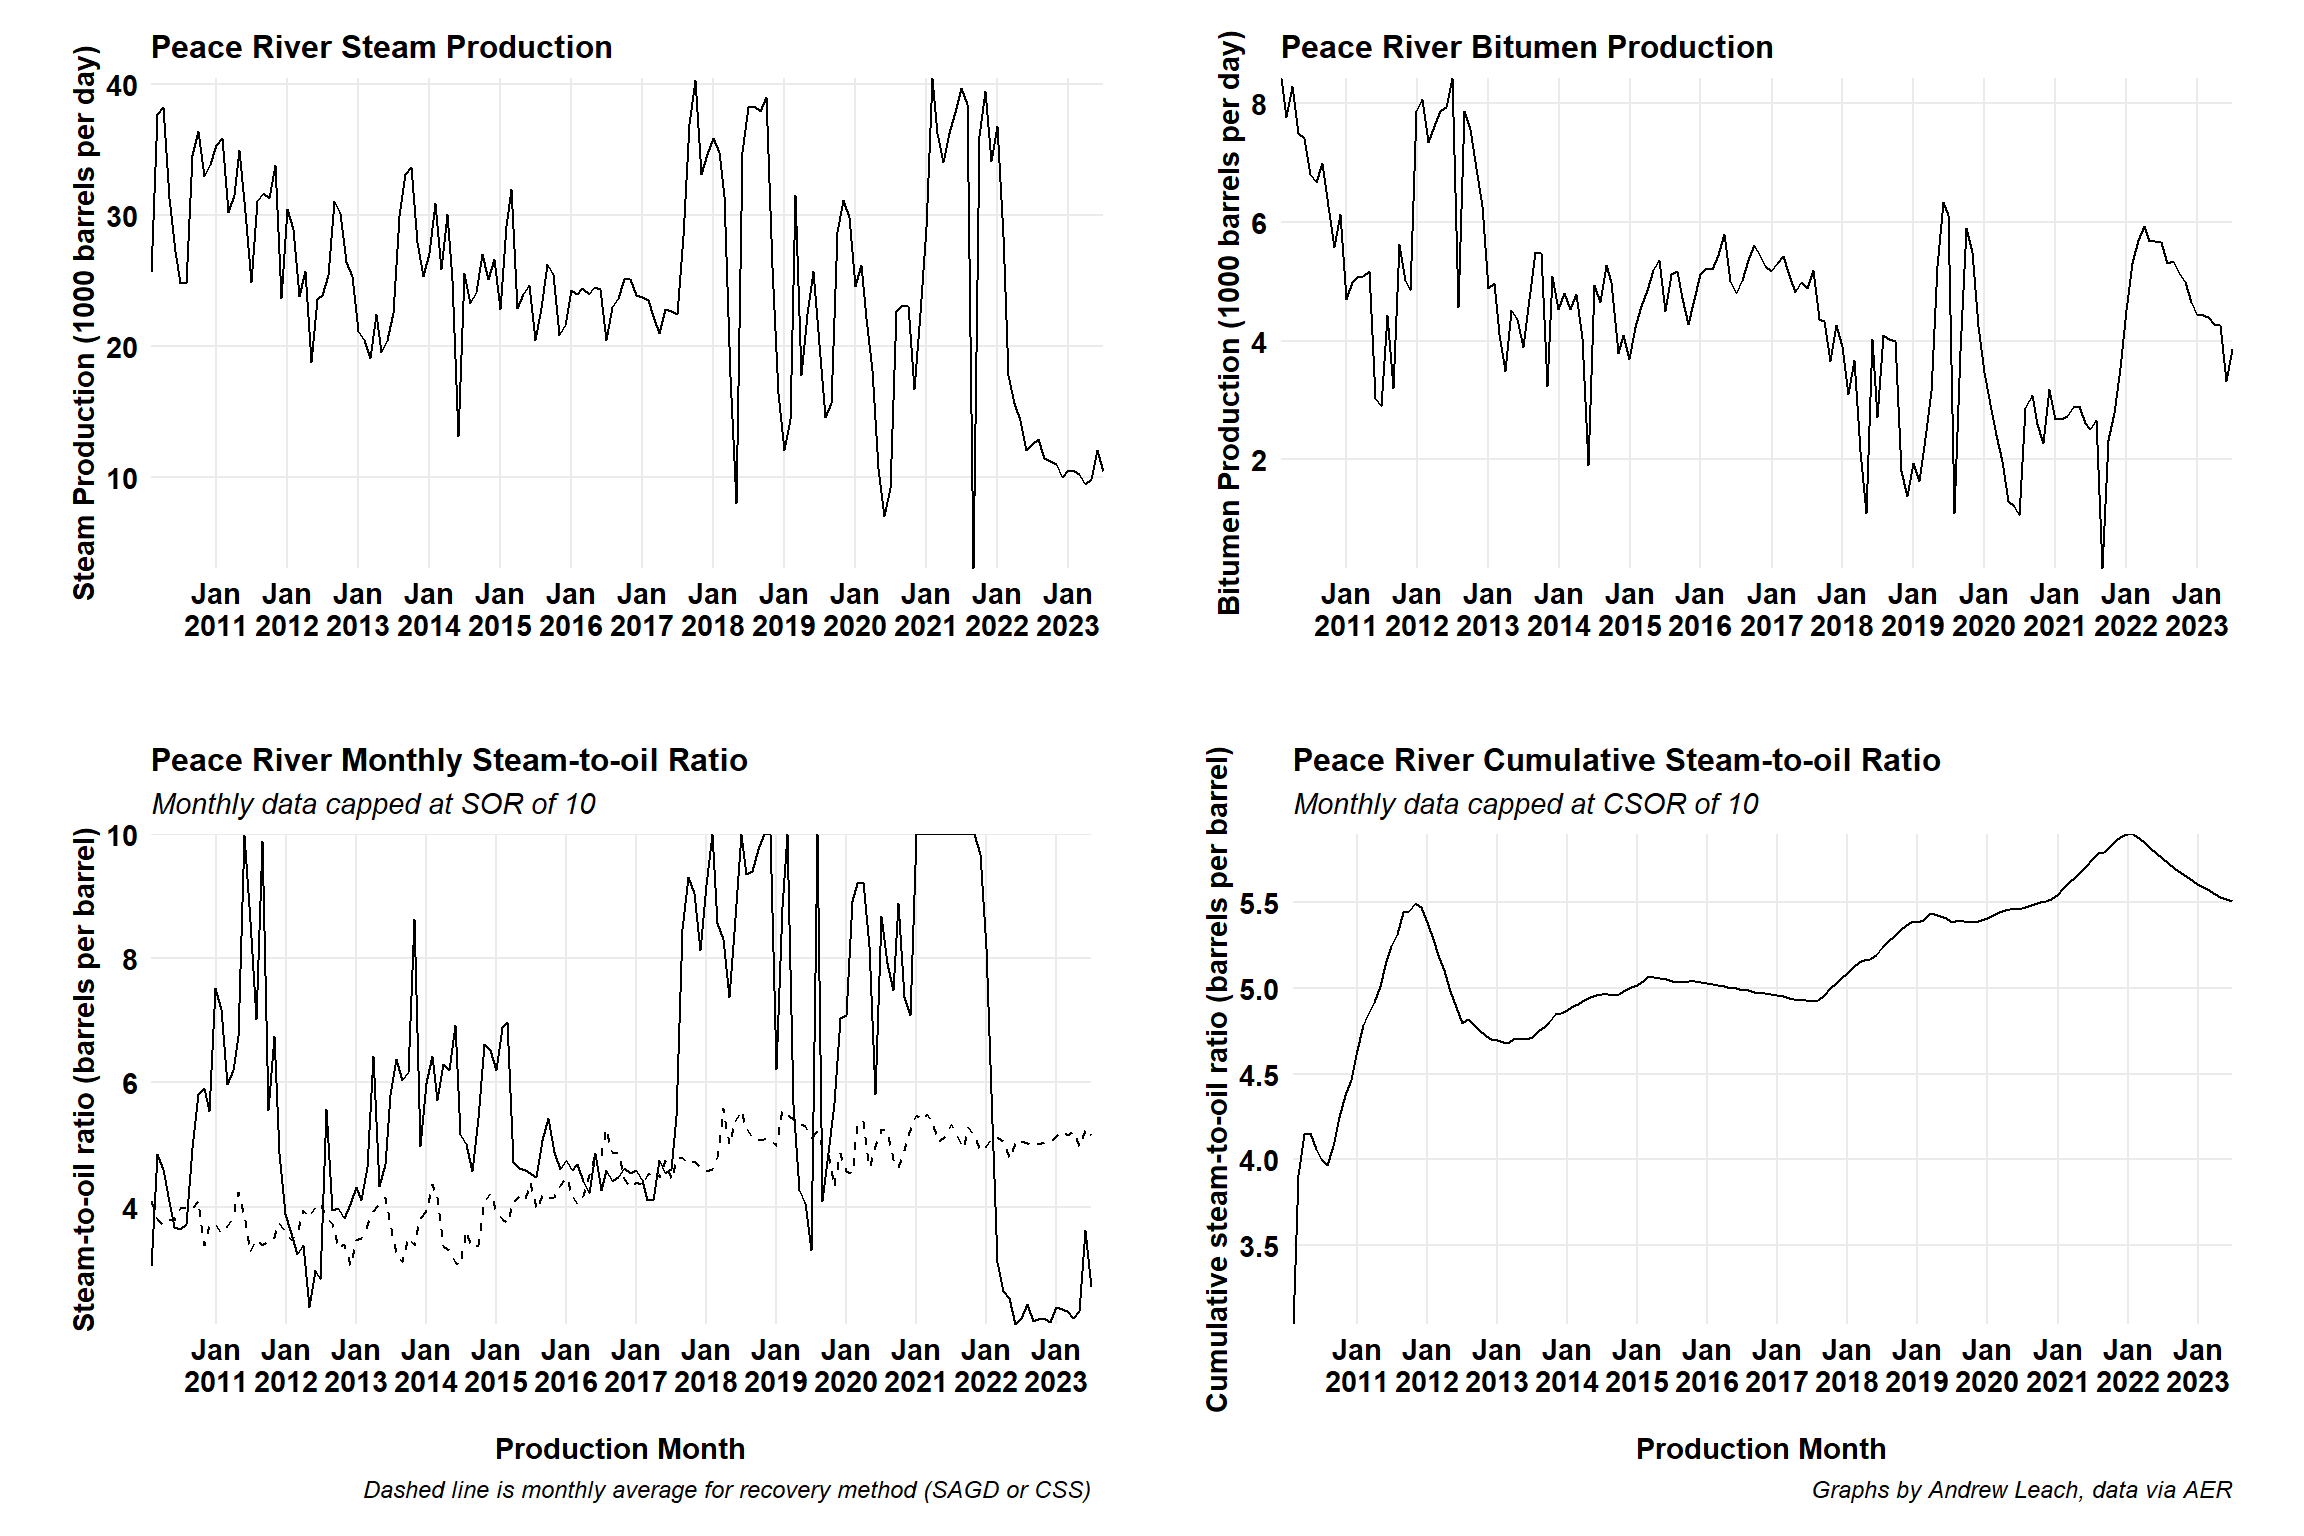 Peace River Steam Production
Steam Production (1000 barrels per day)
40
30
20
10
Jan Jan Jan Jan Jan Jan Jan Jan Jan Jan Jan Jan Jan
2011 2012 2013 2014 2015 2016 2017 2018 2019 2020 2021 2022 2023
Peace River Bitumen Production
Bitumen Production (1000 barrels per day)
8
6
4
2
Jan Jan Jan Jan Jan Jan Jan Jan Jan Jan Jan Jan Jan
2011 2012 2013 2014 2015 2016 2017 2018 2019 2020 2021 2022 2023
Peace River Monthly Steam-to-oil Ratio
Monthly data capped at SOR of 10
Steam-to-oil ratio (barrels per barrel)
10
8
6
4
Jan Jan Jan Jan Jan Jan Jan Jan Jan Jan Jan Jan Jan
2011 2012 2013 2014 2015 2016 2017 2018 2019 2020 2021 2022 2023
Production Month
Dashed line is monthly average for recovery method (SAGD or CSS)
Peace River Cumulative Steam-to-oil Ratio
Monthly data capped at CSOR of 10
Cumulative steam-to-oil ratio (barrels per barrel)
5.5
5.0
4.5
4.0
3.5
Jan Jan Jan Jan Jan Jan Jan Jan Jan Jan Jan Jan Jan
2011 2012 2013 2014 2015 2016 2017 2018 2019 2020 2021 2022 2023
Production Month
Graphs by Andrew Leach, data via AER